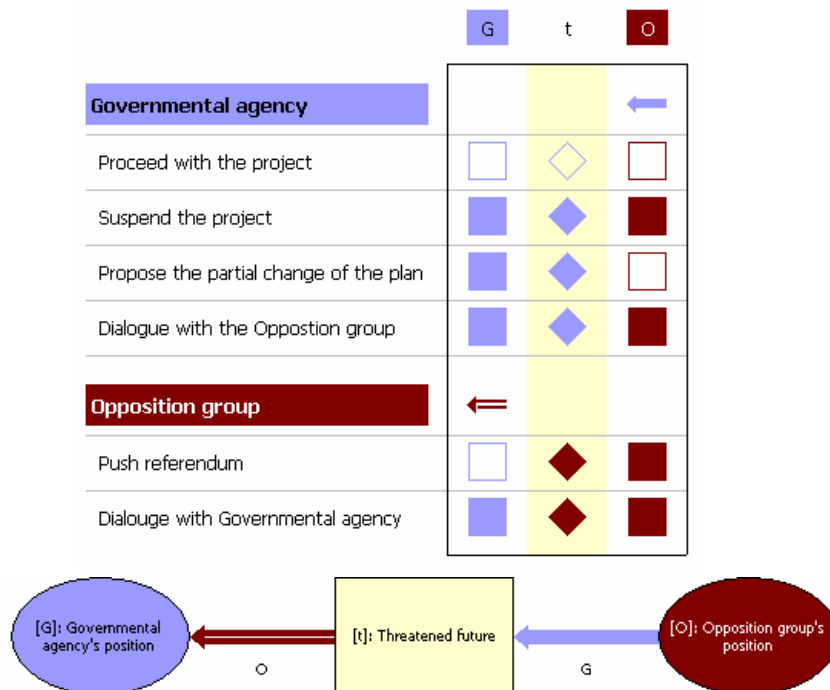 G t O
Governmental agency
Proceed with the project
Suspend the project
Propose the partial change of the plan
Dialogue with the Oppostion group
Opposition group
Push referendum
Dialouge with Governmental agency
[G]: Governmental
agency's position
O
[t]: Threatened future
G
[O]: Opposition group's
position